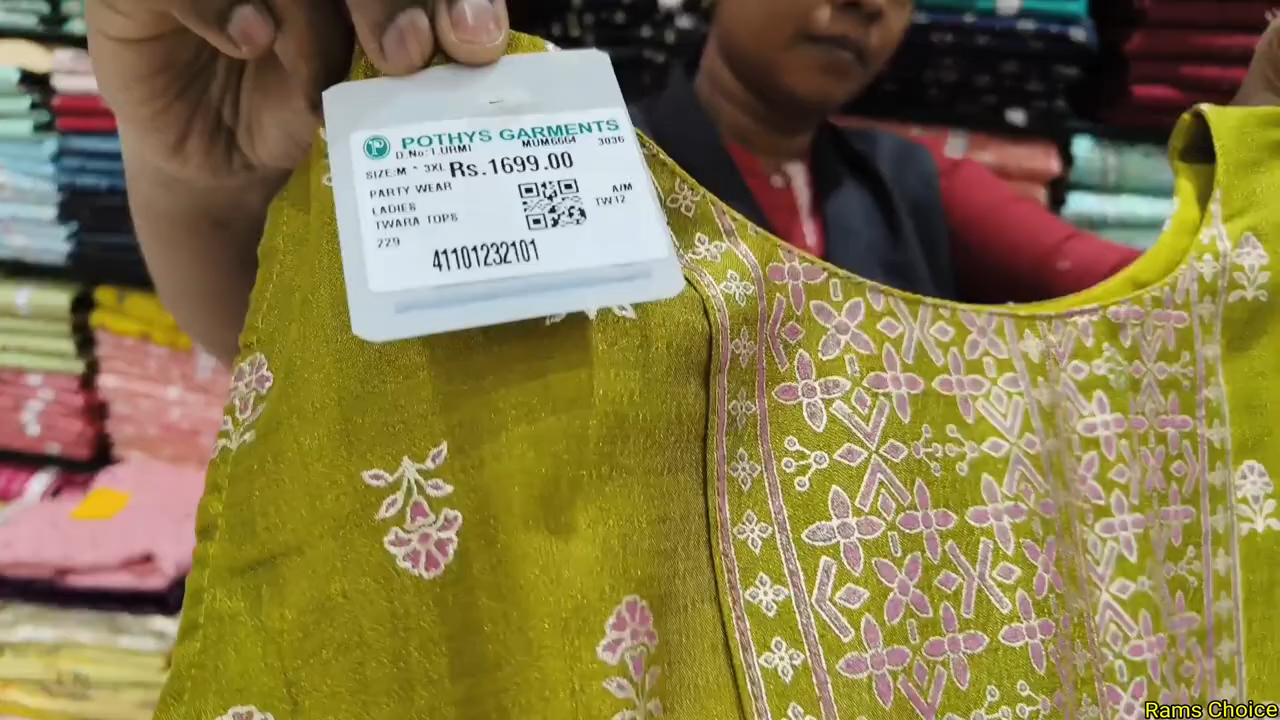 POTHYS GARMENTS
D.No:1.URMI MUM6664 3036
SIZE:M - 3XL Rs.1699.00
PARTY WEAR
LADIES A/M
TWARA TOPS TW12
229
41101232101
Rams Choice